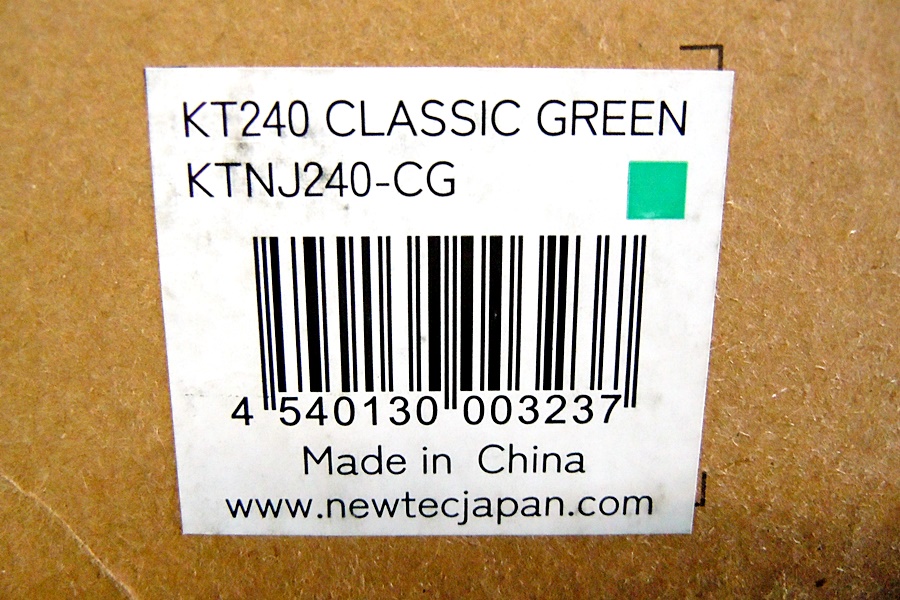 KT240 CLASSIC GREEN
KTNJ240-CG
4 540130 003237
Made in China
www.newtecjapan.com